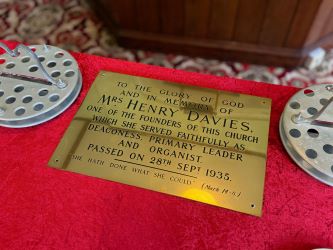 TO THE GLORY OF GOD
AND IN MEMORY OF
MRS HENRY DAVIES,
ONE OF THE FOUNDERS OF THIS CHURCH
WHICH SHE SERVED FAITHFULLY AS
DEACONESS, PRIMARY LEADER
AND ORGANIST.
PASSED ON 28TH SEPT 1935.
"SHE HATH DONE WHAT SHE COULD" (Mark 14-8.)